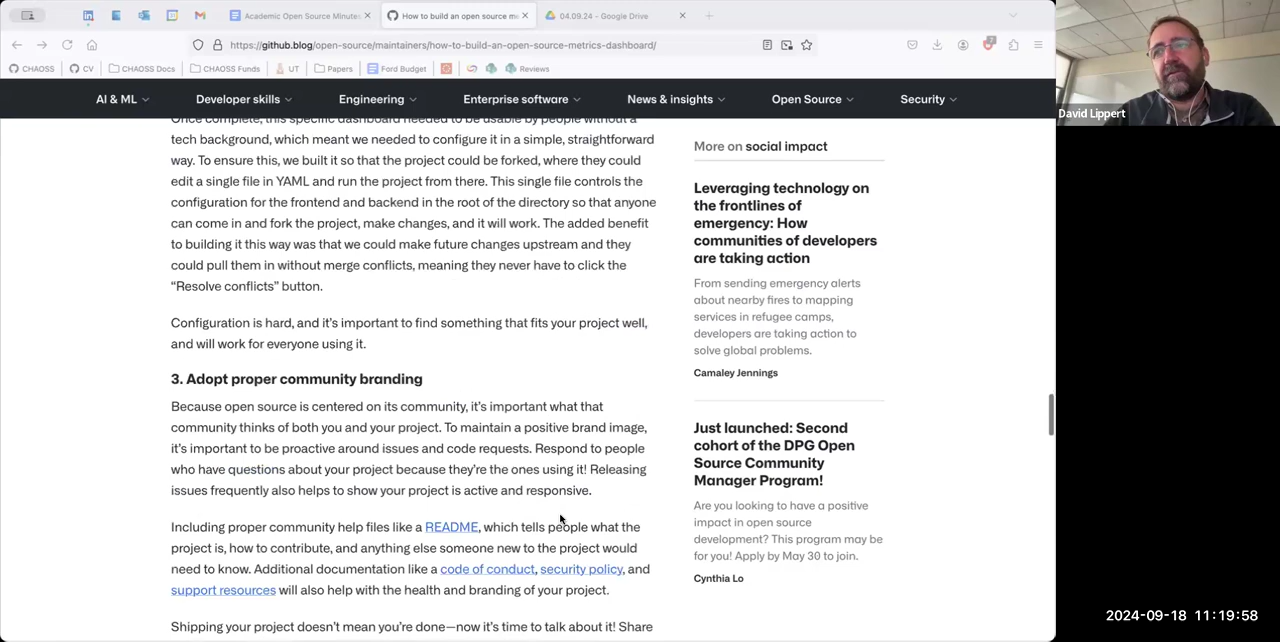 Academic Open Source Minute
How to build an open source me
04.09.24 - Google Drive
https://github.blog/open-source/maintainers/how-to-build-an-open-source-metrics-dashboard/
CHAOSS
CV
CHAOSS Docs
CHAOSS Funds
UT
Papers
Ford Budget
Reviews
AI & ML
Developer skills
Engineering
Enterprise software
News & insights
Open Source
Security
Once complete, this specific dashboard needed to be usable by people without a
tech background, which meant we needed to configure it in a simple, straightforward
way. To ensure this, we built it so that the project could be forked, where they could
edit a single file in YAML and run the project from there. This single file controls the
configuration for the frontend and backend in the root of the directory so that anyone
can come in and fork the project, make changes, and it will work. The added benefit
to building it this way was that we could make future changes upstream and they
could pull them in without merge conflicts, meaning they never have to click the
“Resolve conflicts” button.
Configuration is hard, and it’s important to find something that fits your project well,
and will work for everyone using it.
3. Adopt proper community branding
Because open source is centered on its community, it’s important what that
community thinks of both you and your project. To maintain a positive brand image,
it’s important to be proactive around issues and code requests. Respond to people
who have questions about your project because they’re the ones using it! Releasing
issues frequently also helps to show your project is active and responsive.
Including proper community help files like a README, which tells people what the
project is, how to contribute, and anything else someone new to the project would
need to know. Additional documentation like a code of conduct, security policy, and
support resources will also help with the health and branding of your project.
Shipping your project doesn’t mean you’re done—now it’s time to talk about it! Share
More on social impact
Leveraging technology on
the frontlines of
emergency: How
communities of developers
are taking action
From sending emergency alerts
about nearby fires to mapping
services in refugee camps,
developers are taking action to
solve global problems.
Camaley Jennings
Just launched: Second
cohort of the DPG Open
Source Community
Manager Program!
Are you looking to have a positive
impact in open source
development? This program may be
for you! Apply by May 30 to join.
Cynthia Lo
David Lippert
2024-09-18 11:19:58